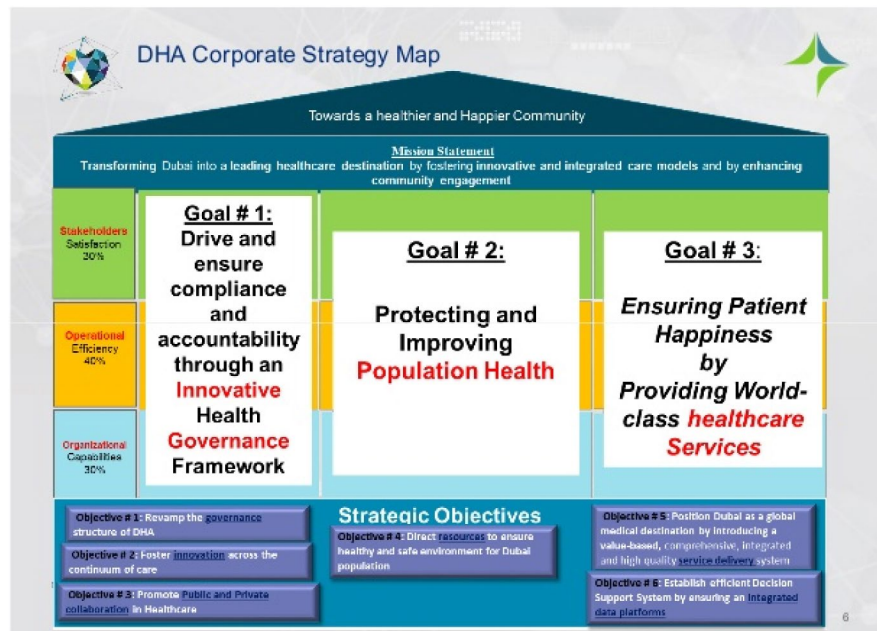 DHA Corporate Strategy Map
Towards a healthier and Happier Community
Mission Statement
Transforming Dubai into a leading healthcare destination by fostering innovative and integrated care models and by enhancing
community engagement
Stakeholders
Satisfaction
30%
Operational
Efficiency
40%
Organizational
Capabilities
30%
Goal # 1:
Drive and
ensure
compliance
and
accountability
through an
Innovative
Health
Governance
Framework
Goal # 2:
Protecting and
Improving
Population Health
Goal # 3:
Ensuring Patient
Happiness
by
Providing World-
class healthcare
Services
Strategic Objectives
Objective # 1: Revamp the governance
structure of DHA
Objective # 2: Foster innovation across the
continuum of care
Objective # 3: Promote Public and Private
collaboration in Healthcare
Objective # 4: Direct resources to ensure
healthy and safe environment for Dubai
population
Objective # 5: Position Dubai as a global
medical destination by introducing a
value-based, comprehensive, integrated
and high quality service delivery system
Objective # 6: Establish efficient Decision
Support System by ensuring an integrated
data platforms
6